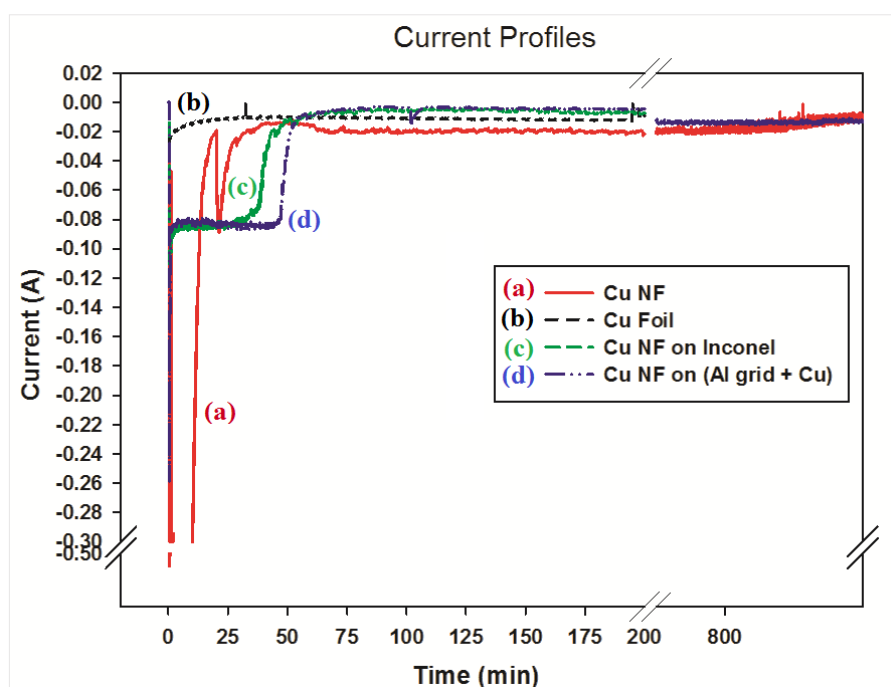 Current Profiles
0.02
0.00
-0.02
-0.04
-0.06
-0.08
-0.10
-0.12
-0.14
-0.16
-0.18
-0.20
-0.22
-0.24
-0.26
-0.28
-0.30
-0.50
Current (A)
(b)
(c)
(d)
(a)
(a) Cu NF
(b) Cu Foil
(c) Cu NF on Inconel
(d) Cu NF on (Al grid + Cu)
0 25 50 75 100 125 150 175 200 800
Time (min)